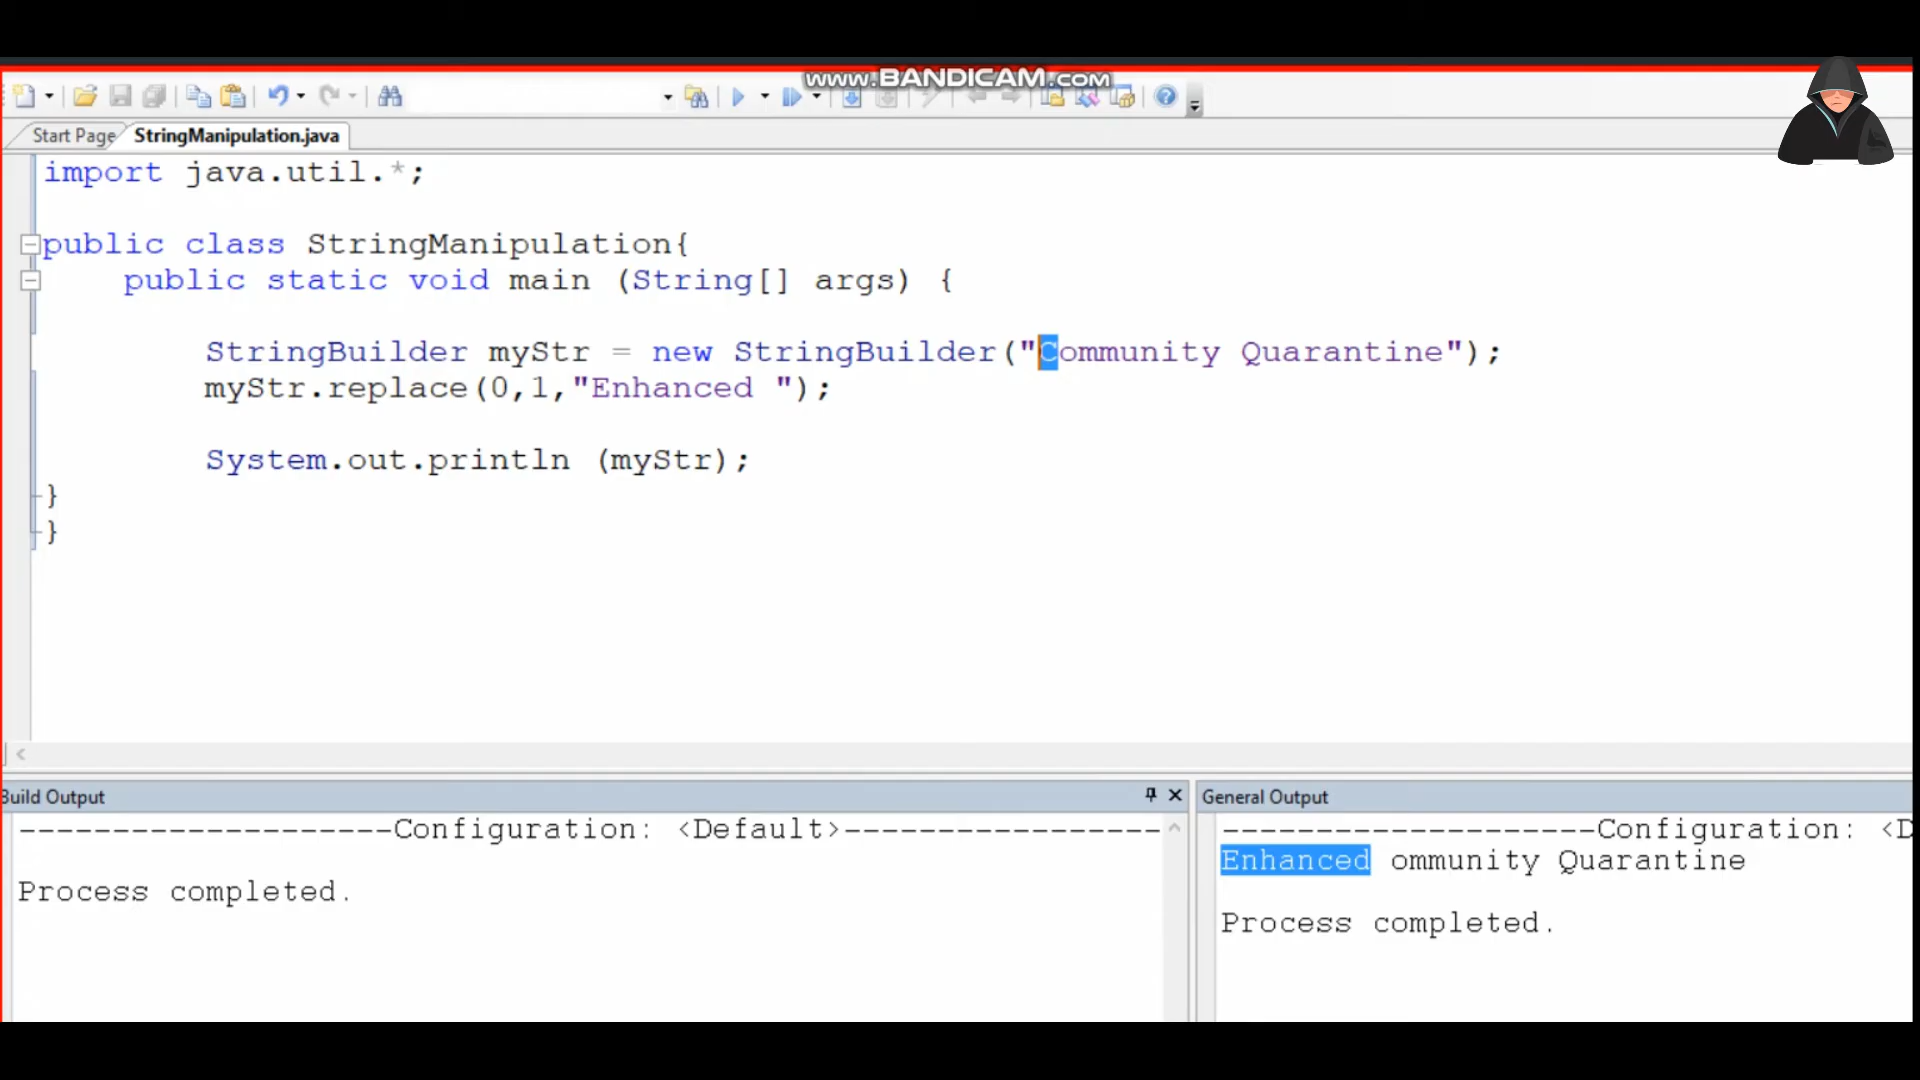 www.BANDICAM.com
Start Page
StringManipulation.java
import java.util.*;
public class StringManipulation{
public static void main (String[] args) {
StringBuilder myStr = new StringBuilder("Community Quarantine");
myStr.replace(0,1,"Enhanced ");
System.out.println (myStr);
}
}
Build Output
--------------------Configuration: <Default>-----------------
Process completed.
General Output
--------------------Configuration: <D
Enhanced ommunity Quarantine
Process completed.